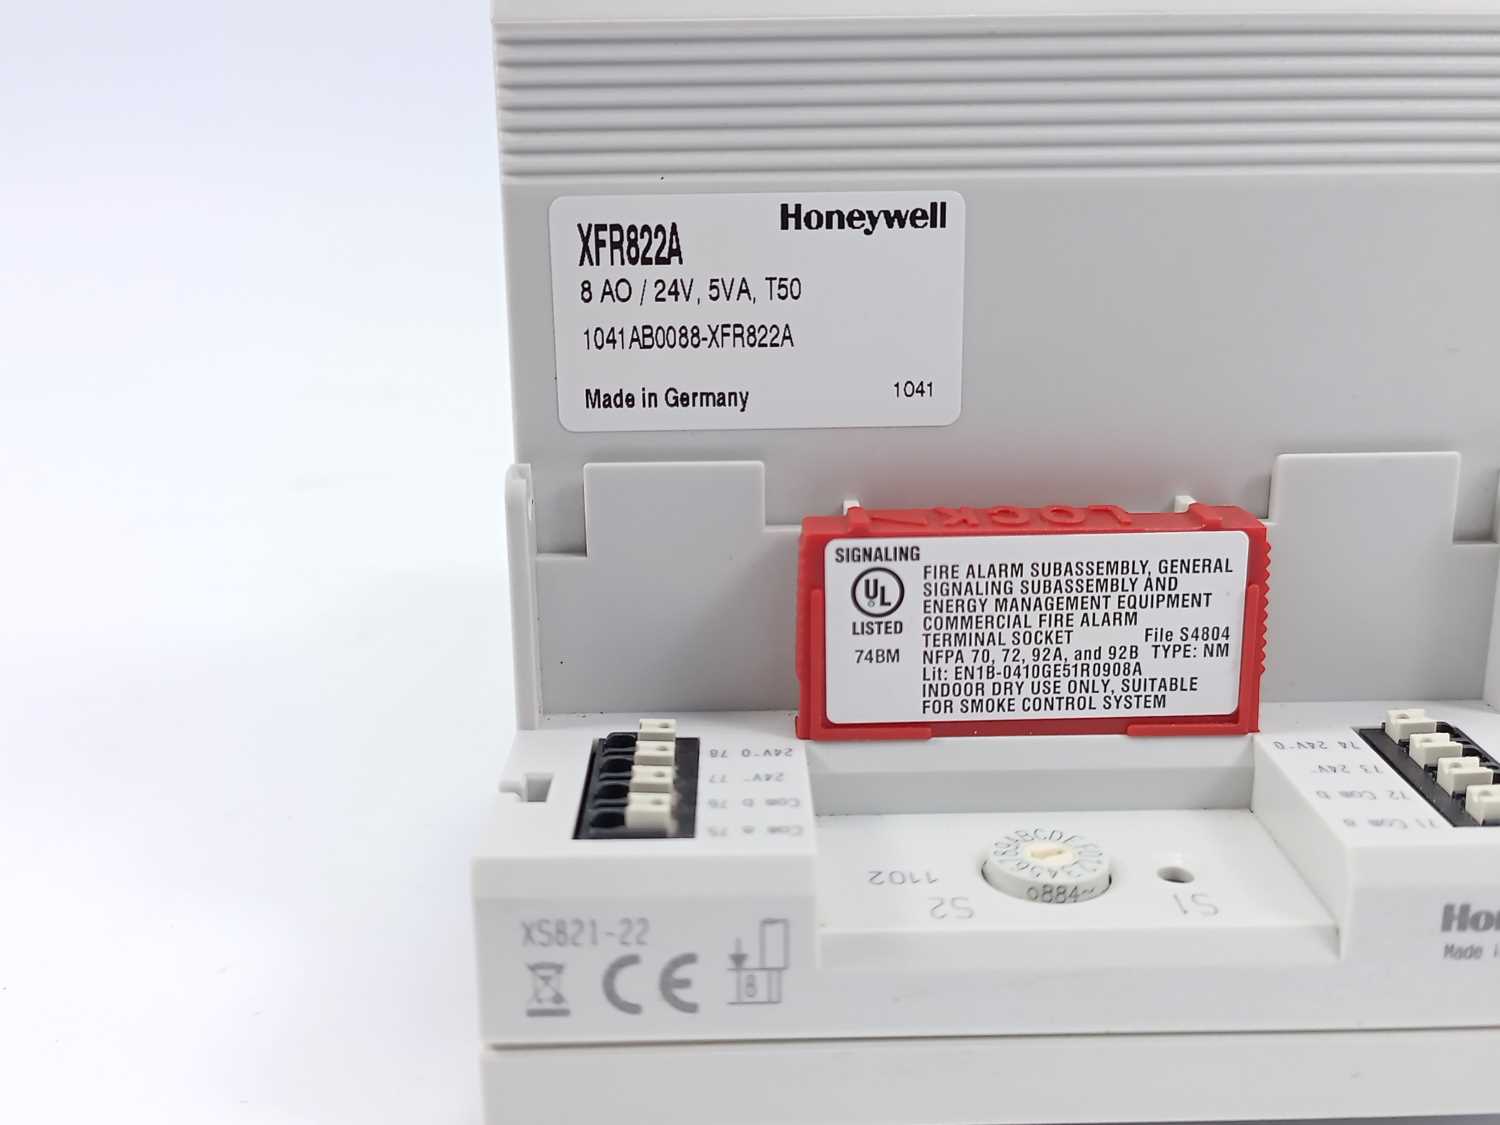 Honeywell
XFR822A
8 AO / 24V, 5VA, T50
1041AB0088-XFR822A
Made in Germany
1041
LOCK
SIGNALING
UL
LISTED
74BM
FIRE ALARM SUBASSEMBLY, GENERAL
SIGNALING SUBASSEMBLY AND
ENERGY MANAGEMENT EQUIPMENT
COMMERCIAL FIRE ALARM
TERMINAL SOCKET File S4804
NFPA 70, 72, 92A, and 92B TYPE: NM
Lit: EN1B-0410GE51R0908A
INDOOR DRY USE ONLY, SUITABLE
FOR SMOKE CONTROL SYSTEM
24V~0 78
24V~ 77
Com b 76
Com a 75
74 24V~0
73 24V~
72 Com b
71 Com a
1102
S2
S1
XS821-22
CE
8
Made